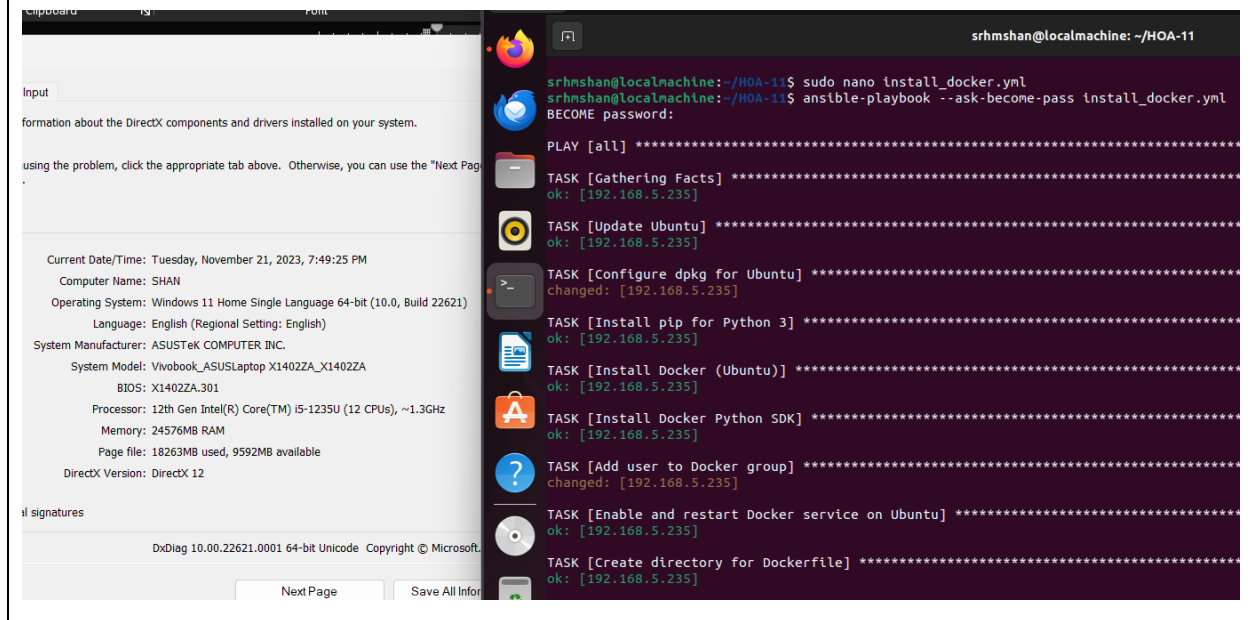 Clipboard
Font
Input
formation about the DirectX components and drivers installed on your system.
using the problem, click the appropriate tab above.  Otherwise, you can use the "Next Pag
.
Current Date/Time: Tuesday, November 21, 2023, 7:49:25 PM
Computer Name: SHAN
Operating System: Windows 11 Home Single Language 64-bit (10.0, Build 22621)
Language: English (Regional Setting: English)
System Manufacturer: ASUSTeK COMPUTER INC.
System Model: Vivobook_ASUSLaptop X1402ZA_X1402ZA
BIOS: X1402ZA.301
Processor: 12th Gen Intel(R) Core(TM) i5-1235U (12 CPUs), ~1.3GHz
Memory: 24576MB RAM
Page file: 18263MB used, 9592MB available
DirectX Version: DirectX 12
al signatures
DxDiag 10.00.22621.0001 64-bit Unicode  Copyright © Microsoft.
Next Page
Save All Infor
srhmshan@localmachine: ~/HOA-11
srhmshan@localmachine:~/HOA-11$ sudo nano install_docker.yml
srhmshan@localmachine:~/HOA-11$ ansible-playbook --ask-become-pass install_docker.yml
BECOME password:
PLAY [all] ****************************************************************************
TASK [Gathering Facts] ****************************************************************
ok: [192.168.5.235]
TASK [Update Ubuntu] ******************************************************************
ok: [192.168.5.235]
TASK [Configure dpkg for Ubuntu] ******************************************************
changed: [192.168.5.235]
TASK [Install pip for Python 3] *******************************************************
ok: [192.168.5.235]
TASK [Install Docker (Ubuntu)] ********************************************************
ok: [192.168.5.235]
TASK [Install Docker Python SDK] ******************************************************
ok: [192.168.5.235]
TASK [Add user to Docker group] *******************************************************
changed: [192.168.5.235]
TASK [Enable and restart Docker service on Ubuntu] ************************************
ok: [192.168.5.235]
TASK [Create directory for Dockerfile] ************************************************
ok: [192.168.5.235]